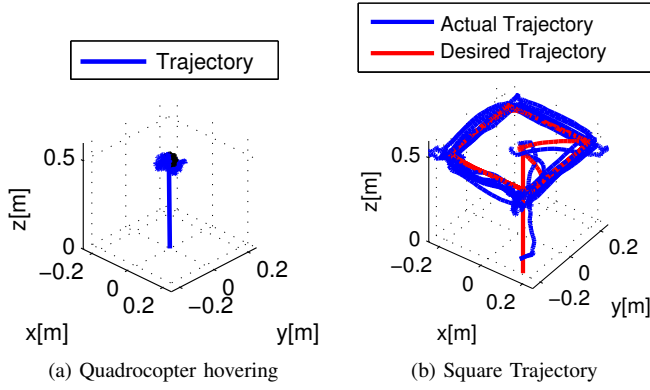 Trajectory
0.5
0
z[m]
−0.2
0
0.2
x[m]
−0.2
0
0.2
y[m]
(a) Quadrocopter hovering
Actual Trajectory
Desired Trajectory
0.5
0
z[m]
−0.2
0
0.2
x[m]
−0.2
0
0.2
y[m]
(b) Square Trajectory